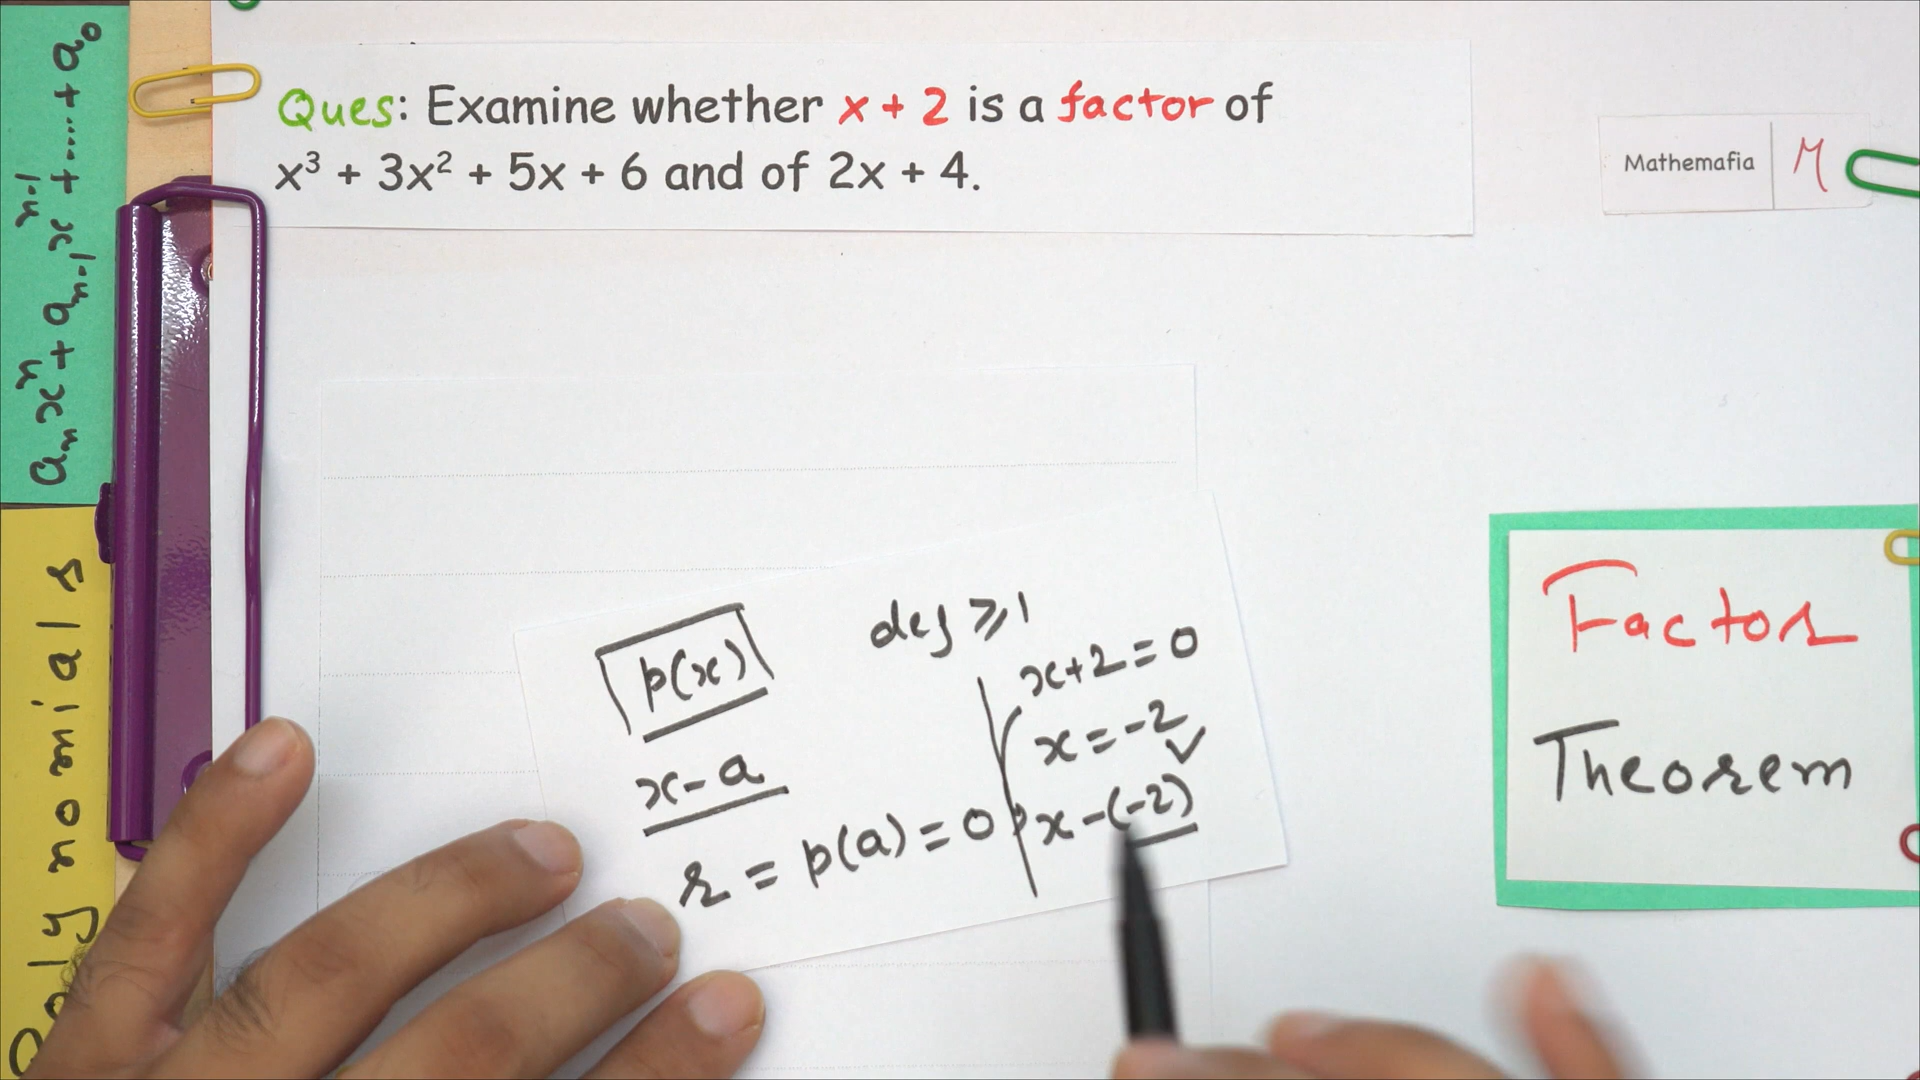 aₙxⁿ + aₙ₋₁xⁿ⁻¹ + .... + a₀
Polynomials
Ques: Examine whether x + 2 is a factor of
x³ + 3x² + 5x + 6 and of 2x + 4.
Mathemafia M
p(x)
deg ⩾ 1
x - a
r = p(a) = 0
x+2 = 0
x = -2 ✓
x - (-2)
Factor
Theorem